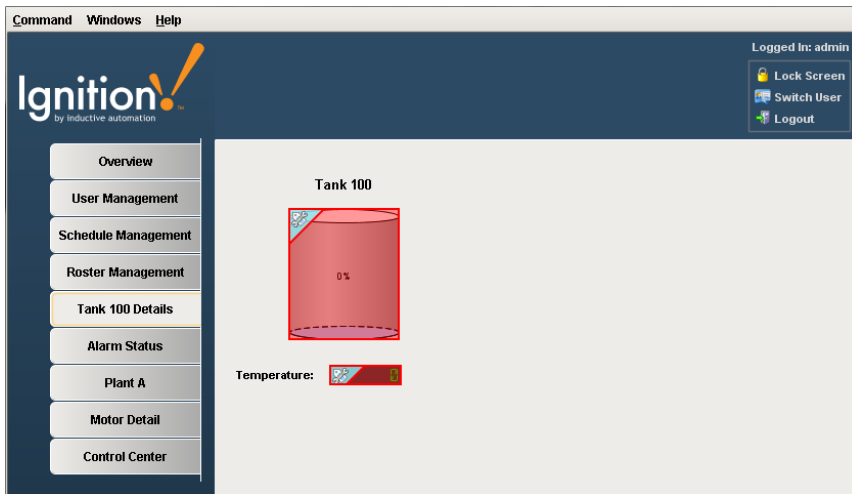 Command Windows Help
Logged In: admin
Lock Screen
Switch User
Logout
Ignition!
by inductive automation
Overview
User Management
Schedule Management
Roster Management
Tank 100 Details
Alarm Status
Plant A
Motor Detail
Control Center
Tank 100
0%
Temperature: 0